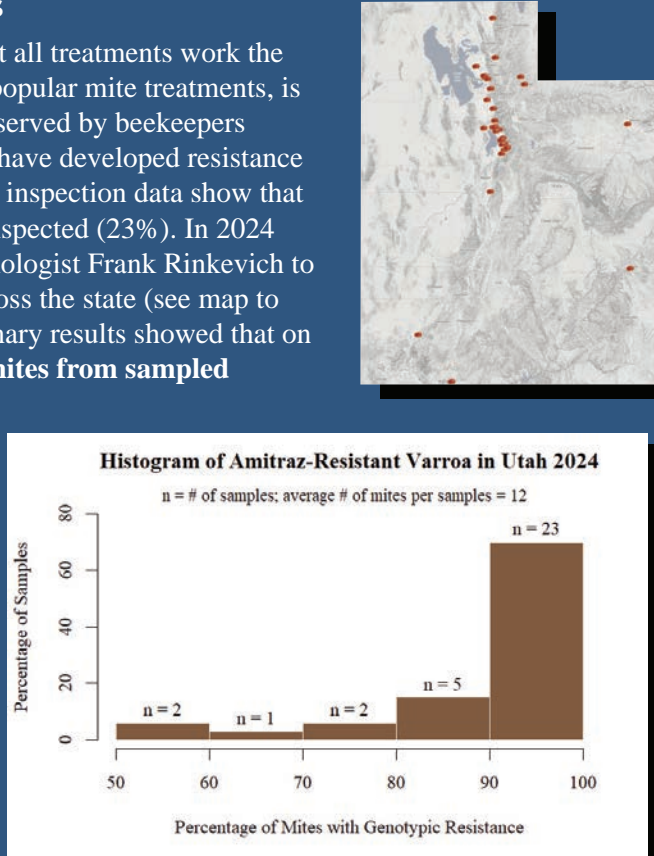 t all treatments work the
popular mite treatments, is
served by beekeepers
have developed resistance
inspection data show that
spected (23%). In 2024
ologist Frank Rinkevich to
oss the state (see map to
nary results showed that on
nites from sampled
Histogram of Amitraz-Resistant Varroa in Utah 2024
n = # of samples; average # of mites per samples = 12
Percentage of Samples
80
60
40
20
0
n = 2
n = 1
n = 2
n = 5
n = 23
50 60 70 80 90 100
Percentage of Mites with Genotypic Resistance